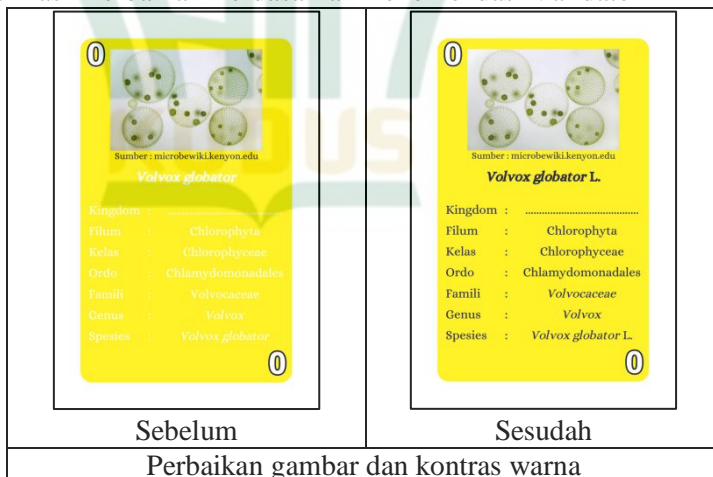 0
Sumber : microbewiki.kenyon.edu
Volvox globator
Kingdom : ........................................
Filum : Chlorophyta
Kelas : Chlorophyceae
Ordo : Chlamydomonadales
Famili : Volvocaceae
Genus : Volvox
Spesies : Volvox globator
0
Sebelum
0
Sumber : microbewiki.kenyon.edu
Volvox globator L.
Kingdom : ........................................
Filum : Chlorophyta
Kelas : Chlorophyceae
Ordo : Chlamydomonadales
Famili : Volvocaceae
Genus : Volvox
Spesies : Volvox globator L.
0
Sesudah
Perbaikan gambar dan kontras warna